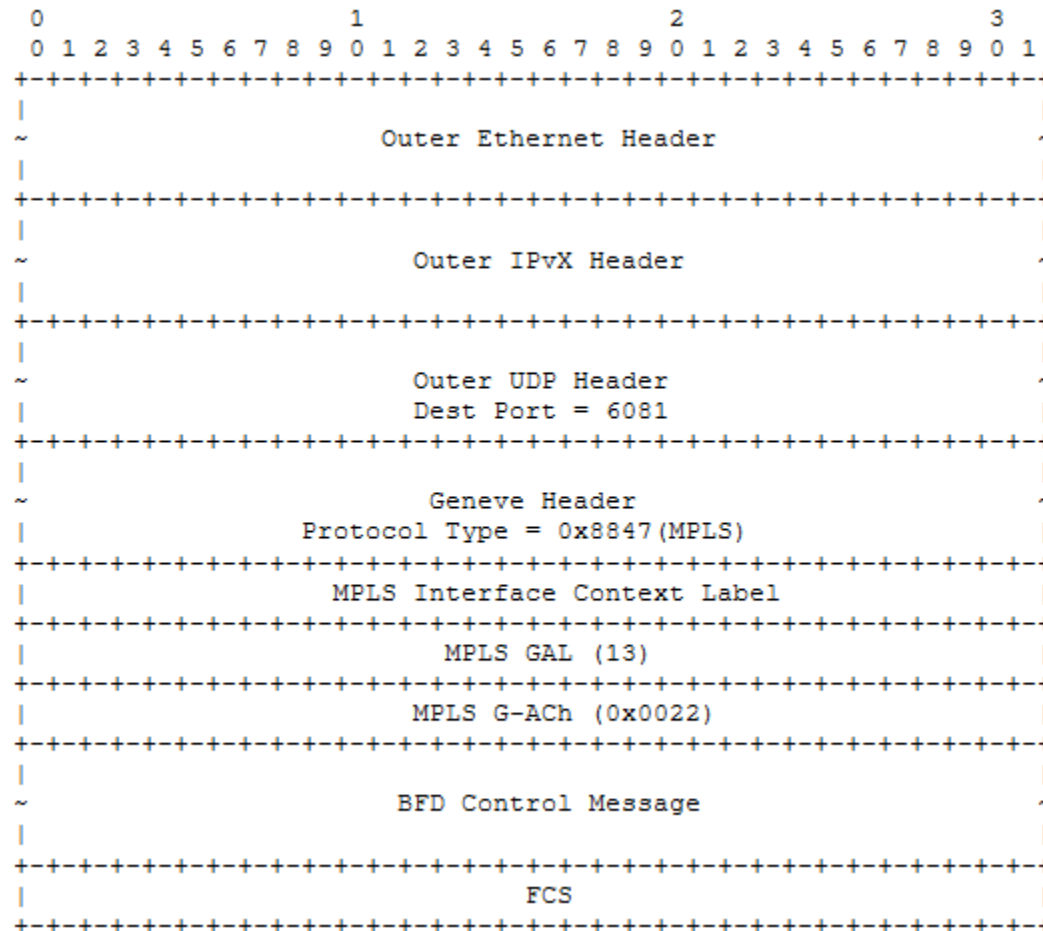 0                   1                   2                   3
0 1 2 3 4 5 6 7 8 9 0 1 2 3 4 5 6 7 8 9 0 1 2 3 4 5 6 7 8 9 0 1
Outer Ethernet Header
Outer IPvX Header
Outer UDP Header
Dest Port = 6081
Geneve Header
Protocol Type = 0x8847(MPLS)
MPLS Interface Context Label
MPLS GAL (13)
MPLS G-ACh (0x0022)
BFD Control Message
FCS